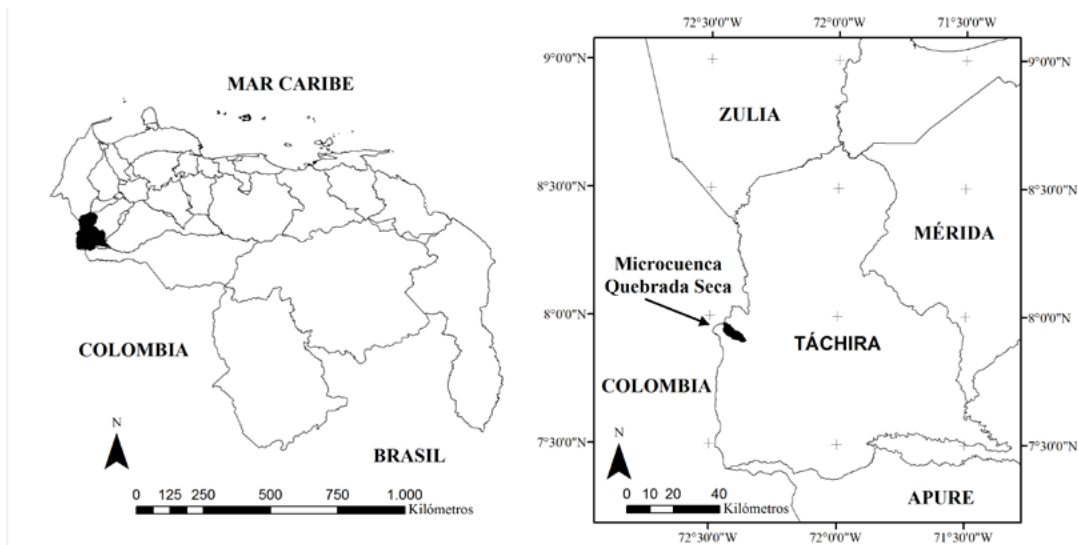 MAR CARIBE
COLOMBIA
BRASIL
N
0 125 250 500 750 1.000
Kilómetros
72°30'0"W 72°0'0"W 71°30'0"W
9°0'0"N 9°0'0"N
ZULIA
8°30'0"N 8°30'0"N
MÉRIDA
Microcuenca
Quebrada Seca
8°0'0"N 8°0'0"N
TÁCHIRA
COLOMBIA
N
7°30'0"N 7°30'0"N
APURE
0 10 20 40
Kilómetros
72°30'0"W 72°0'0"W 71°30'0"W